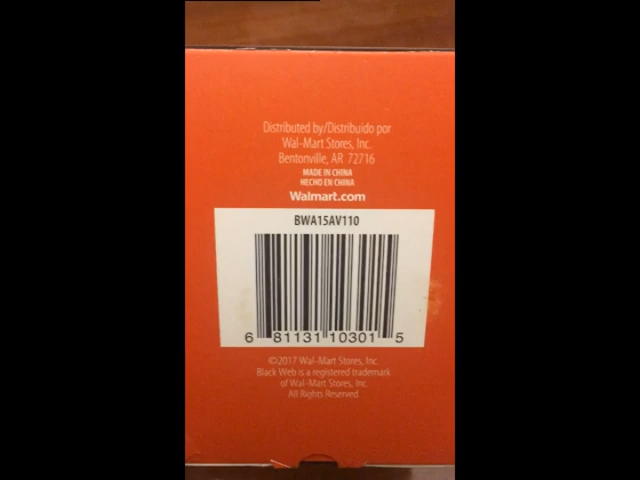 Distributed by/Distribuido por
Wal-Mart Stores, Inc.
Bentonville, AR 72716
MADE IN CHINA
HECHO EN CHINA
Walmart.com
BWA15AV110
6 81131 10301 5
©2017 Wal-Mart Stores, Inc.
Black Web is a registered trademark
of Wal-Mart Stores, Inc.
All Rights Reserved